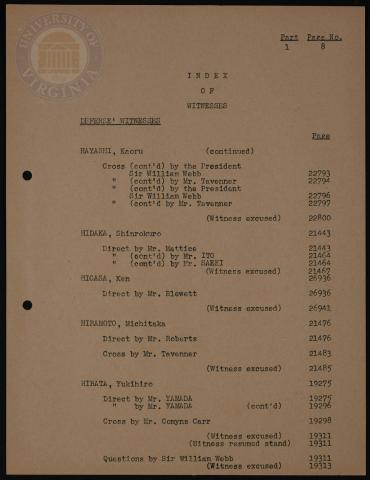 UNIVERSITY OF VIRGINIA
Part Page No.
1 8
INDEX
OF
WITNESSES
DEFENSE' WITNESSES
Page
HAYASHI, Kaoru (continued)
Cross (cont'd) by the President
Sir William Webb 22793
" (cont'd) by Mr. Tavenner 22794
" (cont'd) by the President
Sir William Webb 22796
" (cont'd by Mr. Tavenner 22797
(Witness excused) 22800
HIDAKA, Shinrokuro 21443
Direct by Mr. Mattice 21443
" (cont'd) by Mr. ITO 21464
" (cont'd) by Mr. SAEKI 21464
(Witness excused) 21467
HIGASA, Ken 26936
Direct by Mr. Blewett 26936
(Witness excused) 26941
HIRAMOTO, Michitaka 21476
Direct by Mr. Roberts 21476
Cross by Mr. Tavenner 21483
(Witness excused) 21485
HIRATA, Yukihiro 19275
Direct by Mr. YAMADA 19275
" by Mr. YAMADA (cont'd) 19296
Cross by Mr. Comyns Carr 19298
(Witness excused) 19311
(Witness resumed stand) 19311
Questions by Sir William Webb 19311
(Witness excused) 19313